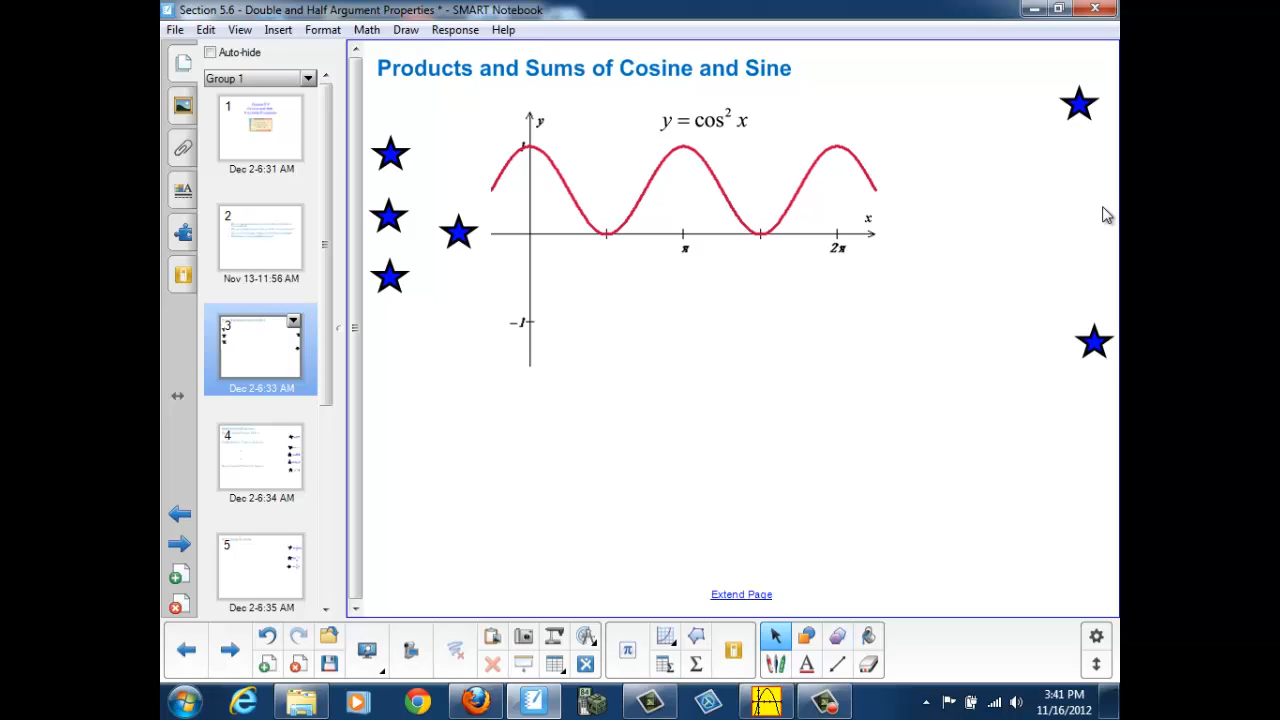 Section 5.6 - Double and Half Argument Properties * - SMART Notebook
File Edit View Insert Format Math Draw Response Help
Auto-hide
Group 1
1
Dec 2-6:31 AM
2
Nov 13-11:56 AM
3
Dec 2-6:33 AM
4
Dec 2-6:34 AM
5
Dec 2-6:35 AM
Products and Sums of Cosine and Sine
y = cos² x
y
1
x
π
2π
−1
Extend Page
3:41 PM
11/16/2012